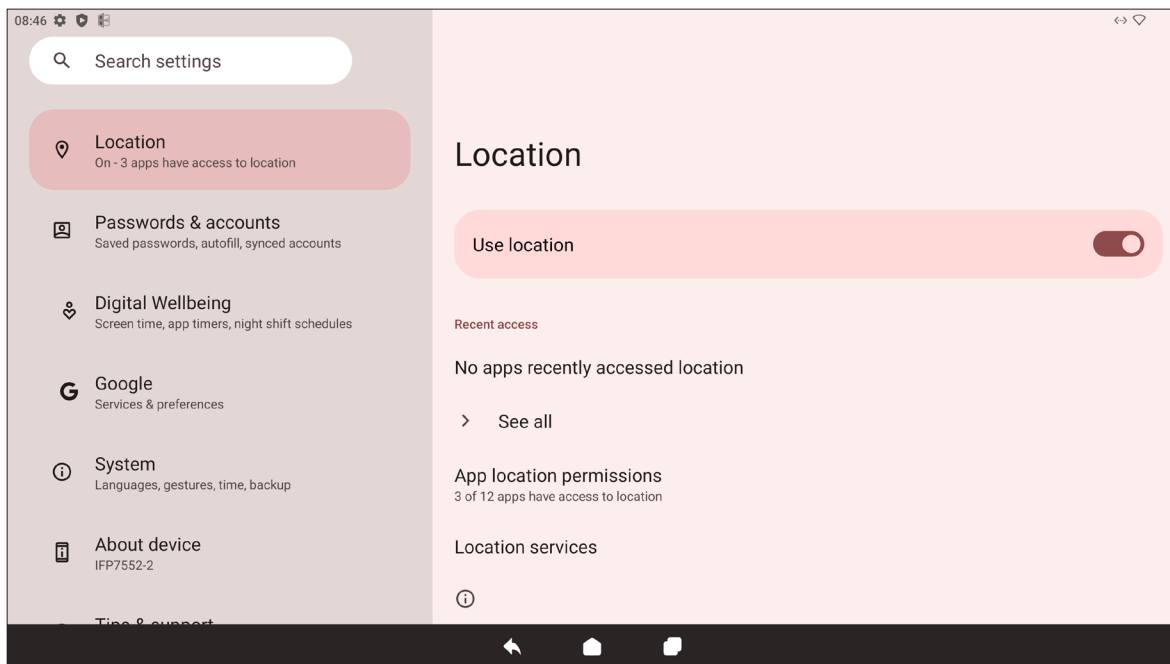 08:46
Search settings
Location
On - 3 apps have access to location
Passwords & accounts
Saved passwords, autofill, synced accounts
Digital Wellbeing
Screen time, app timers, night shift schedules
Google
Services & preferences
System
Languages, gestures, time, backup
About device
IFP7552-2
Tips & support
Location
Use location
Recent access
No apps recently accessed location
See all
App location permissions
3 of 12 apps have access to location
Location services